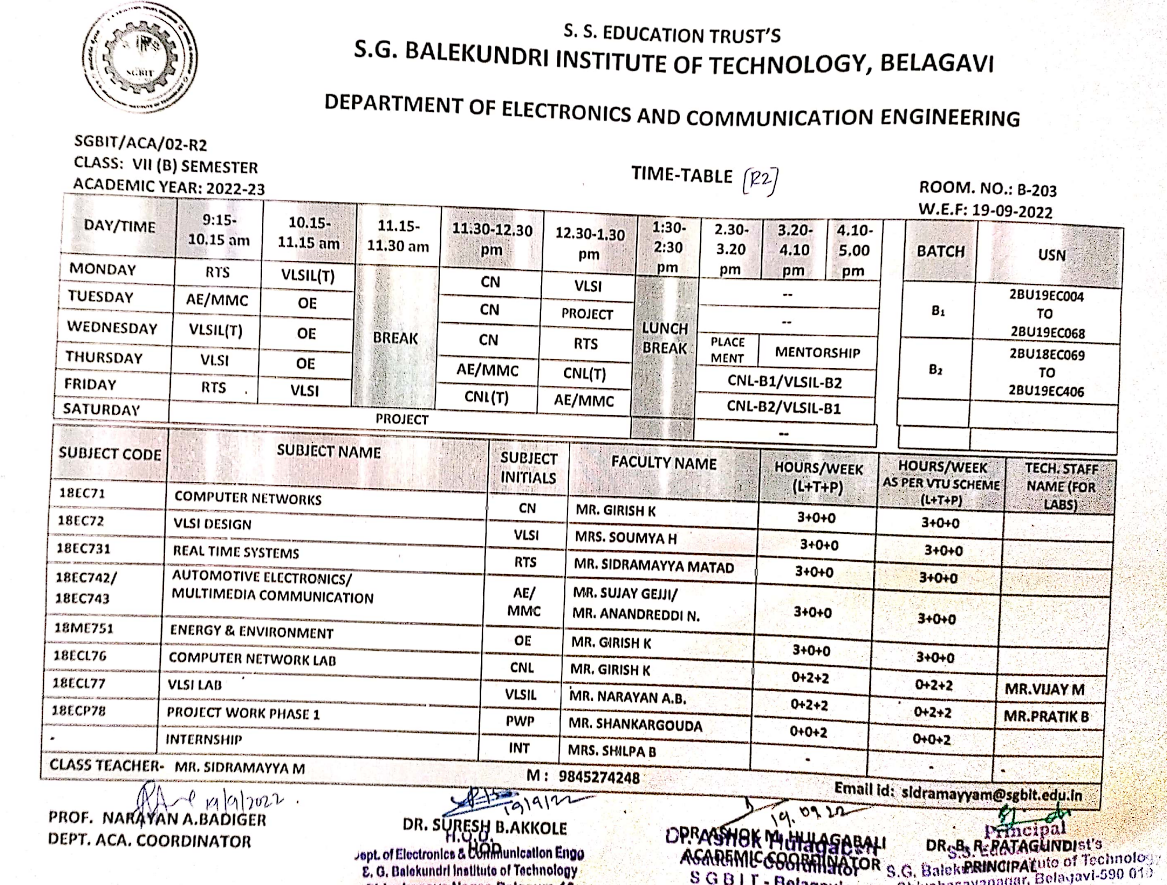 S. S. EDUCATION TRUST'S
S.G. BALEKUNDRI INSTITUTE OF TECHNOLOGY, BELAGAVI
DEPARTMENT OF ELECTRONICS AND COMMUNICATION ENGINEERING
SGBIT
SGBIT/ACA/02-R2
CLASS: VII (B) SEMESTER
ACADEMIC YEAR: 2022-23
TIME-TABLE (R2)
ROOM. NO.: B-203
W.E.F: 19-09-2022
DAY/TIME 9:15-10.15 am 10.15-11.15 am 11.15-11.30 am 11.30-12.30 pm 12.30-1.30 pm 1:30-2:30 pm 2.30-3.20 pm 3.20-4.10 pm 4.10-5.00 pm BATCH USN
MONDAY RTS VLSIL(T) CN VLSI --
TUESDAY AE/MMC OE CN PROJECT --
WEDNESDAY VLSIL(T) OE CN RTS PLACEMENT MENTORSHIP
THURSDAY VLSI OE AE/MMC CNL(T) CNL-B1/VLSIL-B2
FRIDAY RTS VLSI CNL(T) AE/MMC CNL-B2/VLSIL-B1
SATURDAY PROJECT --
BREAK
LUNCH BREAK
B1 2BU19EC004 TO 2BU19EC068
B2 2BU18EC069 TO 2BU19EC406
SUBJECT CODE SUBJECT NAME SUBJECT INITIALS FACULTY NAME HOURS/WEEK (L+T+P) HOURS/WEEK AS PER VTU SCHEME (L+T+P) TECH. STAFF NAME (FOR LABS)
18EC71 COMPUTER NETWORKS CN MR. GIRISH K 3+0+0 3+0+0
18EC72 VLSI DESIGN VLSI MRS. SOUMYA H 3+0+0 3+0+0
18EC731 REAL TIME SYSTEMS RTS MR. SIDRAMAYYA MATAD 3+0+0 3+0+0
18EC742/ 18EC743 AUTOMOTIVE ELECTRONICS/ MULTIMEDIA COMMUNICATION AE/ MMC MR. SUJAY GEJJI/ MR. ANANDREDDI N. 3+0+0 3+0+0
18ME751 ENERGY & ENVIRONMENT OE MR. GIRISH K 3+0+0 3+0+0
18ECL76 COMPUTER NETWORK LAB CNL MR. GIRISH K 0+2+2 0+2+2 MR.VIJAY M
18ECL77 VLSI LAB VLSIL MR. NARAYAN A.B. 0+2+2 0+2+2 MR.PRATIK B
18ECP78 PROJECT WORK PHASE 1 PWP MR. SHANKARGOUDA 0+0+2 0+0+2
- INTERNSHIP INT MRS. SHILPA B - - -
CLASS TEACHER- MR. SIDRAMAYYA M M : 9845274248 Email id: sidramayyam@sgbit.edu.in
19/9/2022.
19/9/22
19.09.22
PROF. NARAYAN A.BADIGER
DEPT. ACA. COORDINATOR
DR. SURESH B.AKKOLE
HOD
H.O.D.
Dept. of Electronics & Communication Engg
S. G. Balekundri Institute of Technology
DR. ASHOK M. HULAGABALI
ACADEMIC COORDINATOR
Dr. Ashok Hulagabali
Academic Coordinator
SGBIT - Belagavi
DR. B. R. PATAGUNDI
PRINCIPAL
Principal
S.G. Balekundri Institute of Technology
Belagavi-590 010